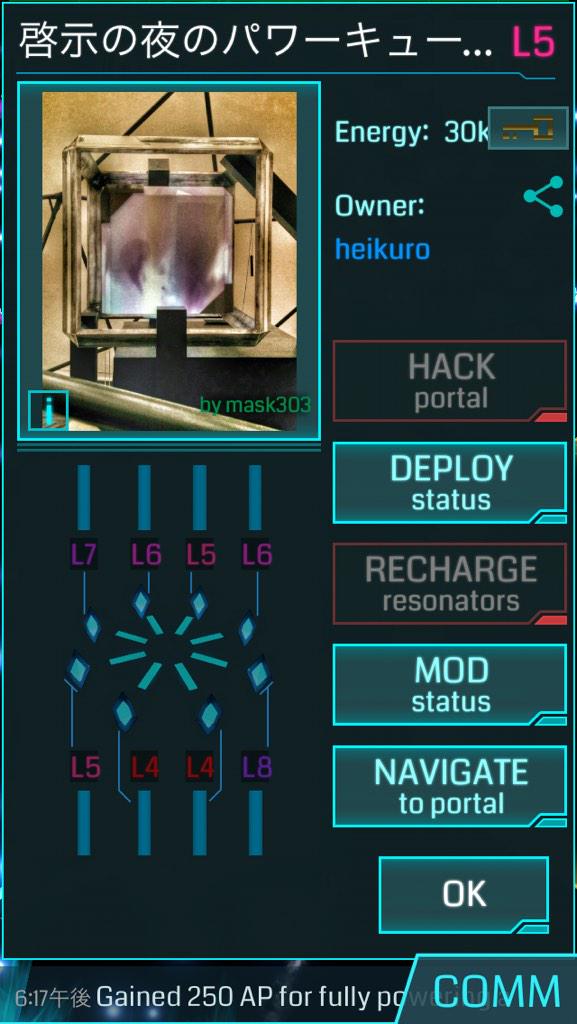 啓示の夜のパワーキュー... L5
Energy: 30k
Owner:
heikuro
by mask303
HACK
portal
DEPLOY
status
RECHARGE
resonators
MOD
status
NAVIGATE
to portal
L7 L6 L5 L6
L5 L4 L4 L8
OK
6:17午後 Gained 250 AP for fully powering
COMM